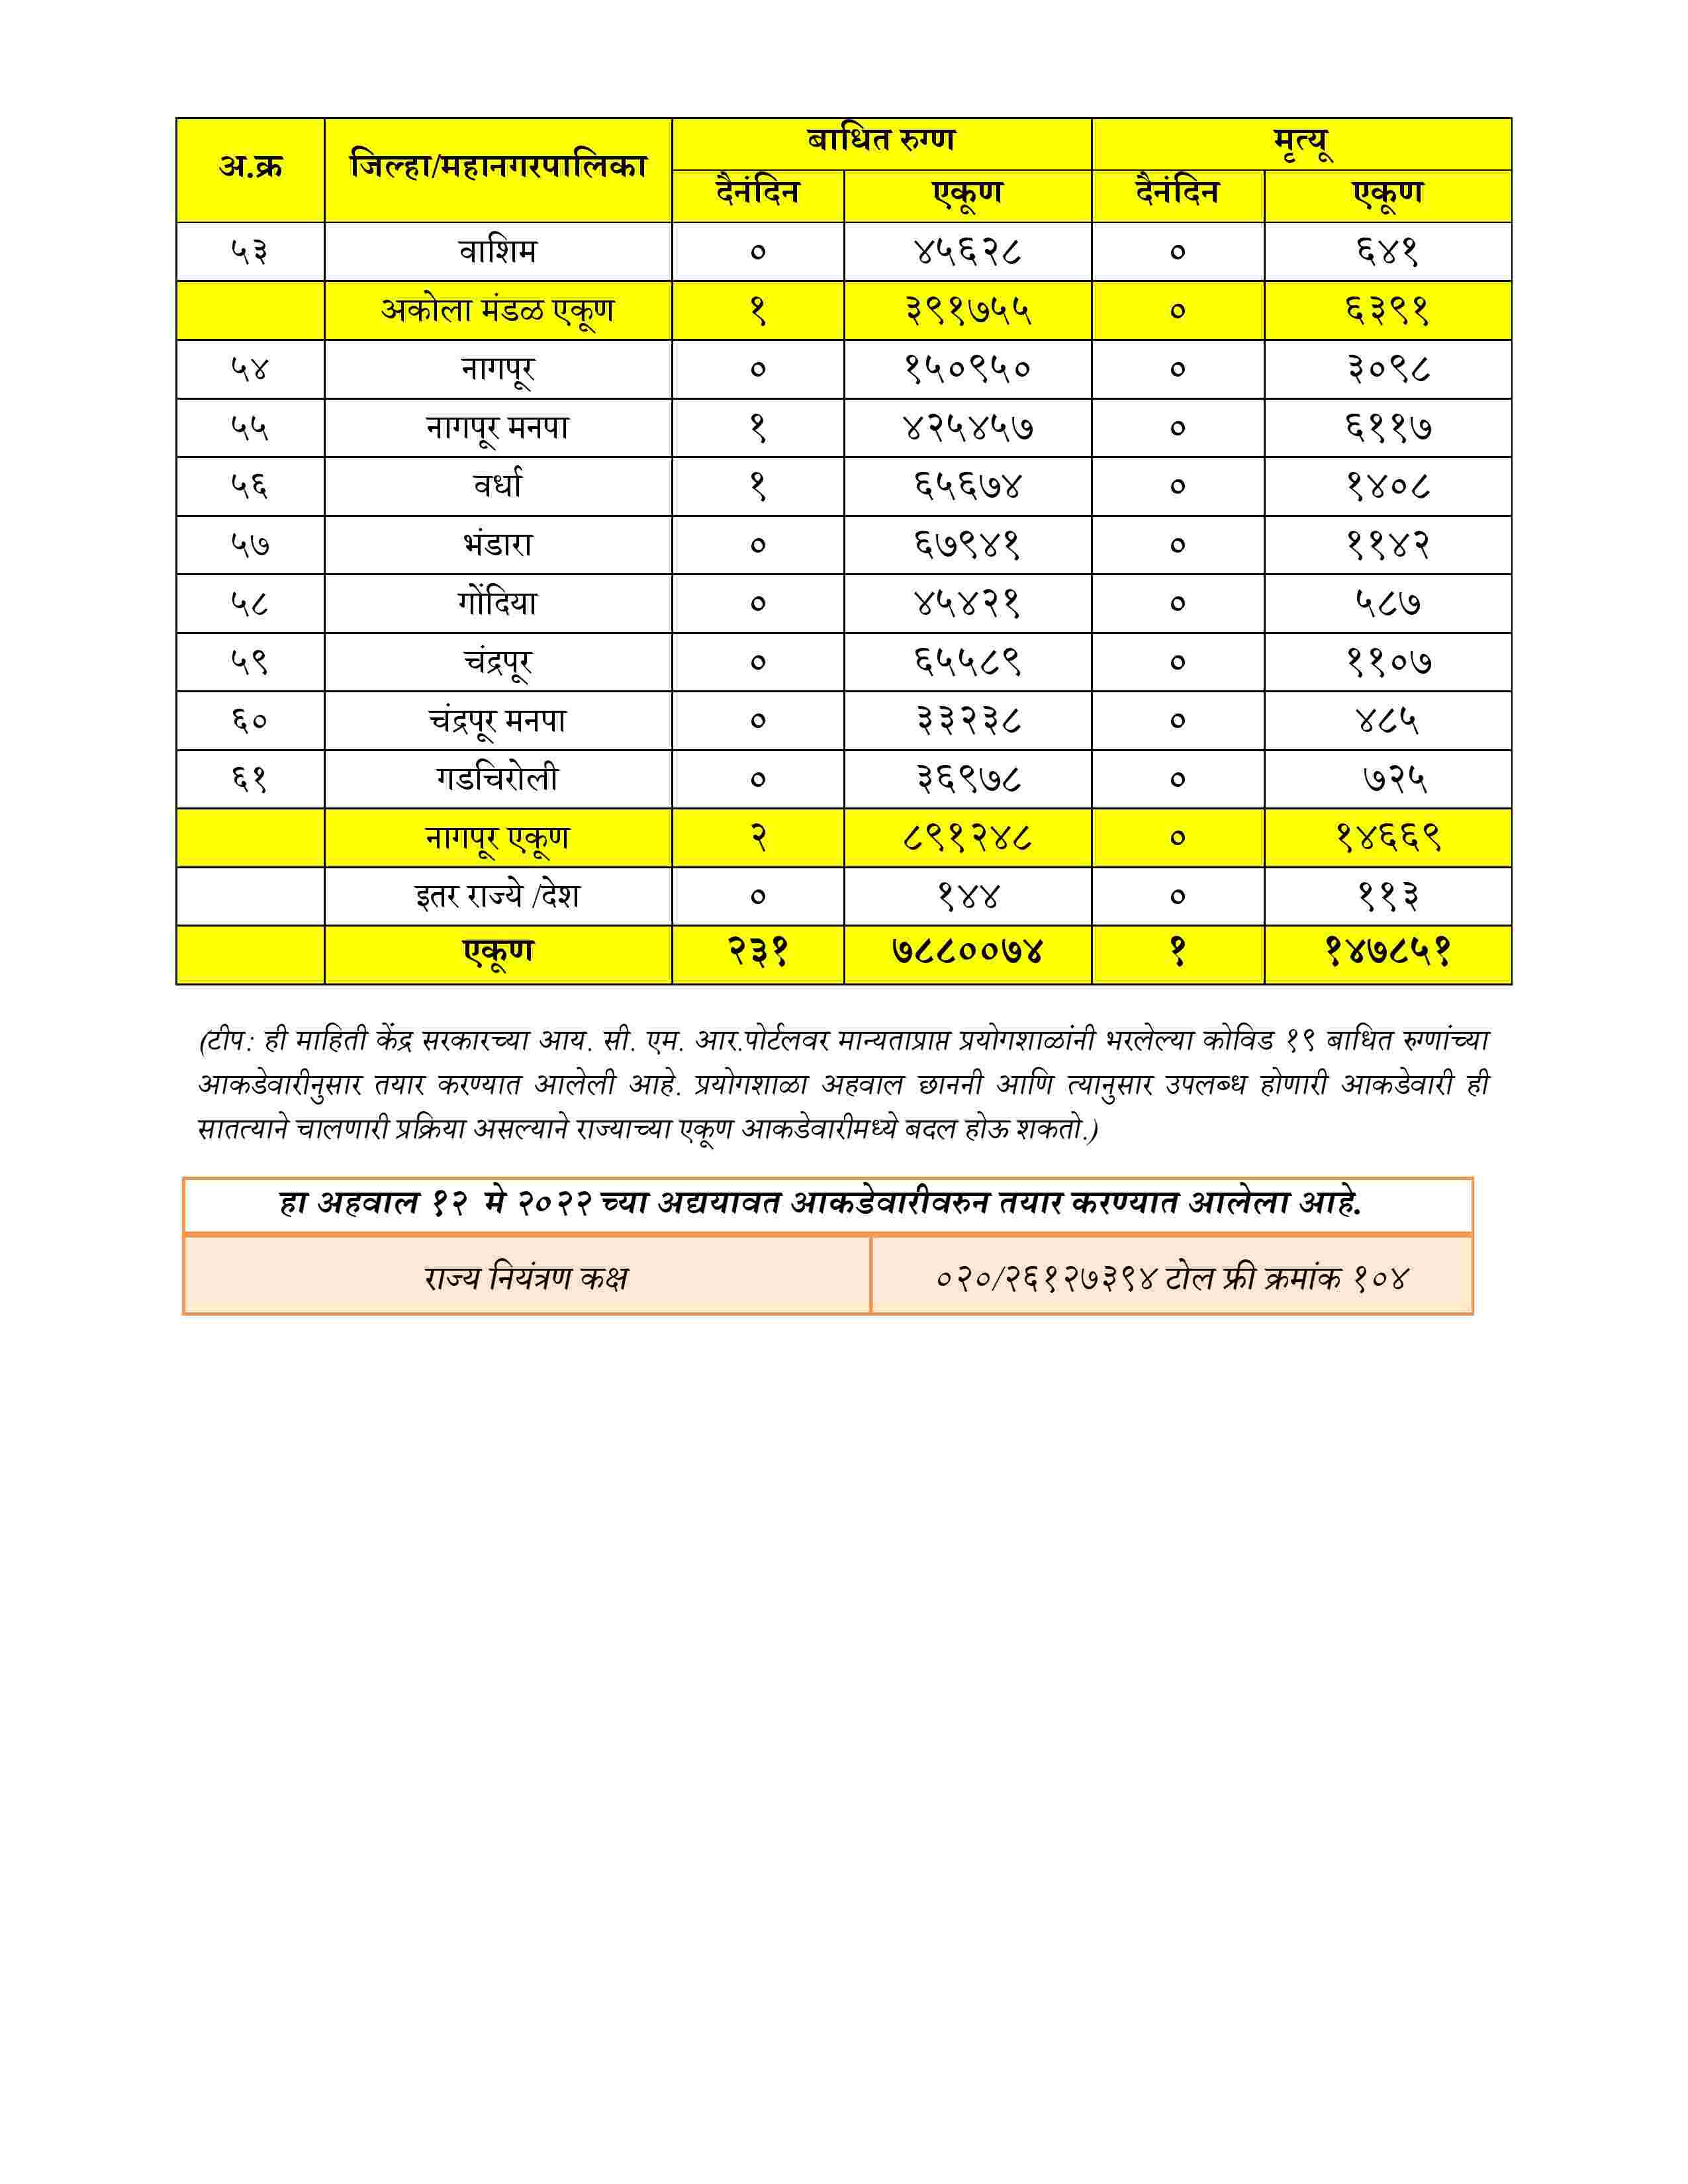 अ.क्र जिल्हा/महानगरपालिका बाधित रुग्ण मृत्यू
दैनंदिन एकूण दैनंदिन एकूण
५३ वाशिम ० ४५६२८ ० ६४१
अकोला मंडळ एकूण १ ३९१७५५ ० ६३९१
५४ नागपूर ० १५०९५० ० ३०९८
५५ नागपूर मनपा १ ४२५४५७ ० ६११७
५६ वर्धा १ ६५६७४ ० १४०८
५७ भंडारा ० ६७९४१ ० ११४२
५८ गोंदिया ० ४५४२१ ० ५८७
५९ चंद्रपूर ० ६५५८९ ० ११०७
६० चंद्रपूर मनपा ० ३३२३८ ० ४८५
६१ गडचिरोली ० ३६९७८ ० ७२५
नागपूर एकूण २ ८९१२४८ ० १४६६९
इतर राज्ये /देश ० १४४ ० ११३
एकूण २३१ ७८८००७४ १ १४७८५१
(टीप: ही माहिती केंद्र सरकारच्या आय. सी. एम. आर.पोर्टलवर मान्यताप्राप्त प्रयोगशाळांनी भरलेल्या कोविड १९ बाधित रुग्णांच्या
आकडेवारीनुसार तयार करण्यात आलेली आहे. प्रयोगशाळा अहवाल छाननी आणि त्यानुसार उपलब्ध होणारी आकडेवारी ही
सातत्याने चालणारी प्रक्रिया असल्याने राज्याच्या एकूण आकडेवारीमध्ये बदल होऊ शकतो.)
हा अहवाल १२ मे २०२२ च्या अद्ययावत आकडेवारीवरुन तयार करण्यात आलेला आहे.
राज्य नियंत्रण कक्ष ०२०/२६१२७३९४ टोल फ्री क्रमांक १०४